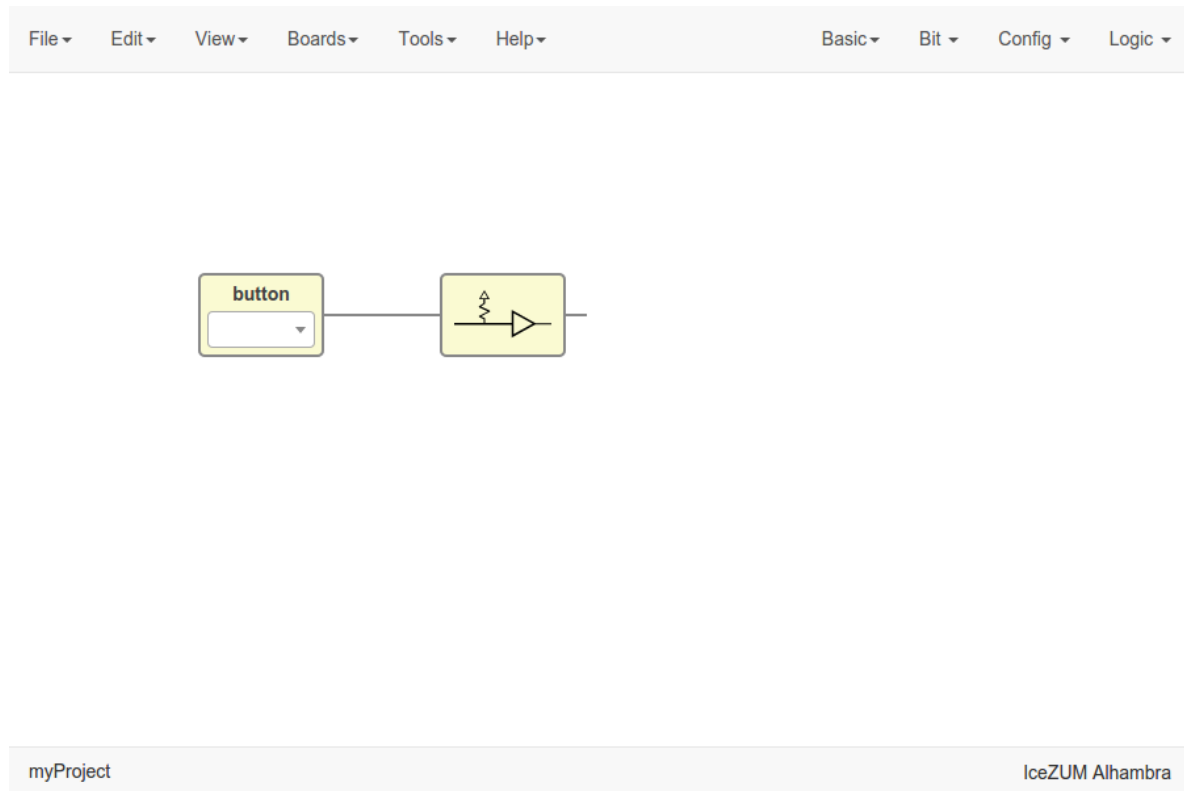 File Edit View Boards Tools Help Basic Bit Config Logic
button
myProject IceZUM Alhambra